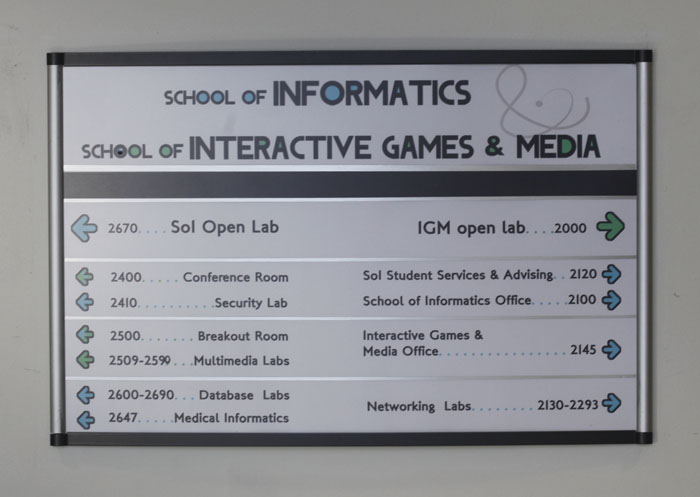 SCHOOL OF INFORMATICS
&
SCHOOL OF INTERACTIVE GAMES & MEDIA
2670.... SoI Open Lab
IGM open lab....2000
2400..... Conference Room
SoI Student Services & Advising.. 2120
2410..........Security Lab
School of Informatics Office.....2100
2500....... Breakout Room
Interactive Games &
Media Office................ 2145
2509-2590...Multimedia Labs
2600-2690... Database Labs
Networking Labs........ 2130-2293
2647.....Medical Informatics